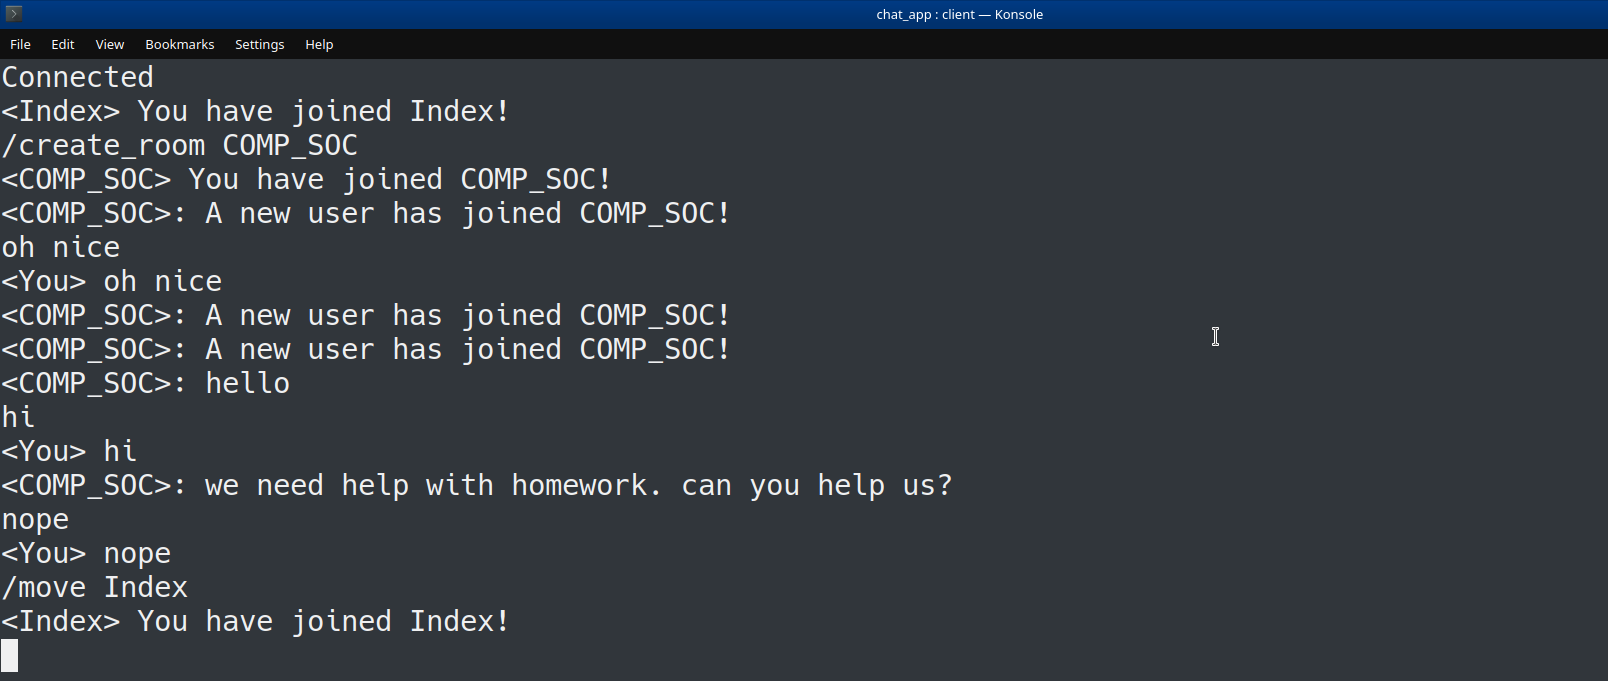 chat_app : client — Konsole
File Edit View Bookmarks Settings Help
Connected
<Index> You have joined Index!
/create_room COMP_SOC
<COMP_SOC> You have joined COMP_SOC!
<COMP_SOC>: A new user has joined COMP_SOC!
oh nice
<You> oh nice
<COMP_SOC>: A new user has joined COMP_SOC!
<COMP_SOC>: A new user has joined COMP_SOC!
<COMP_SOC>: hello
hi
<You> hi
<COMP_SOC>: we need help with homework. can you help us?
nope
<You> nope
/move Index
<Index> You have joined Index!